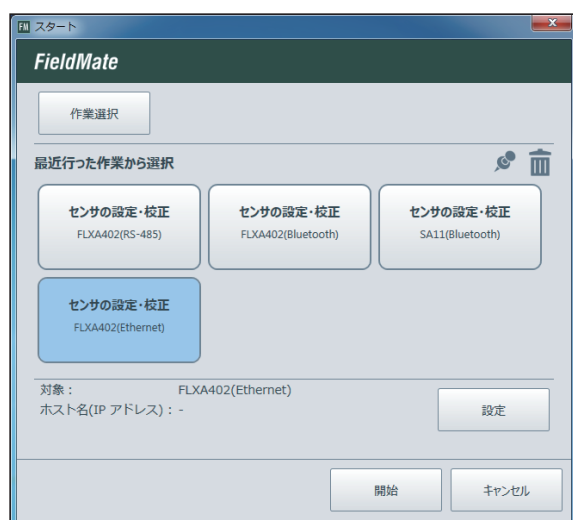 FM スタート
FieldMate
作業選択
最近行った作業から選択
センサの設定・校正
FLXA402(RS-485)
センサの設定・校正
FLXA402(Bluetooth)
センサの設定・校正
SA11(Bluetooth)
センサの設定・校正
FLXA402(Ethernet)
対象： FLXA402(Ethernet)
ホスト名(IP アドレス)：-
設定
開始
キャンセル